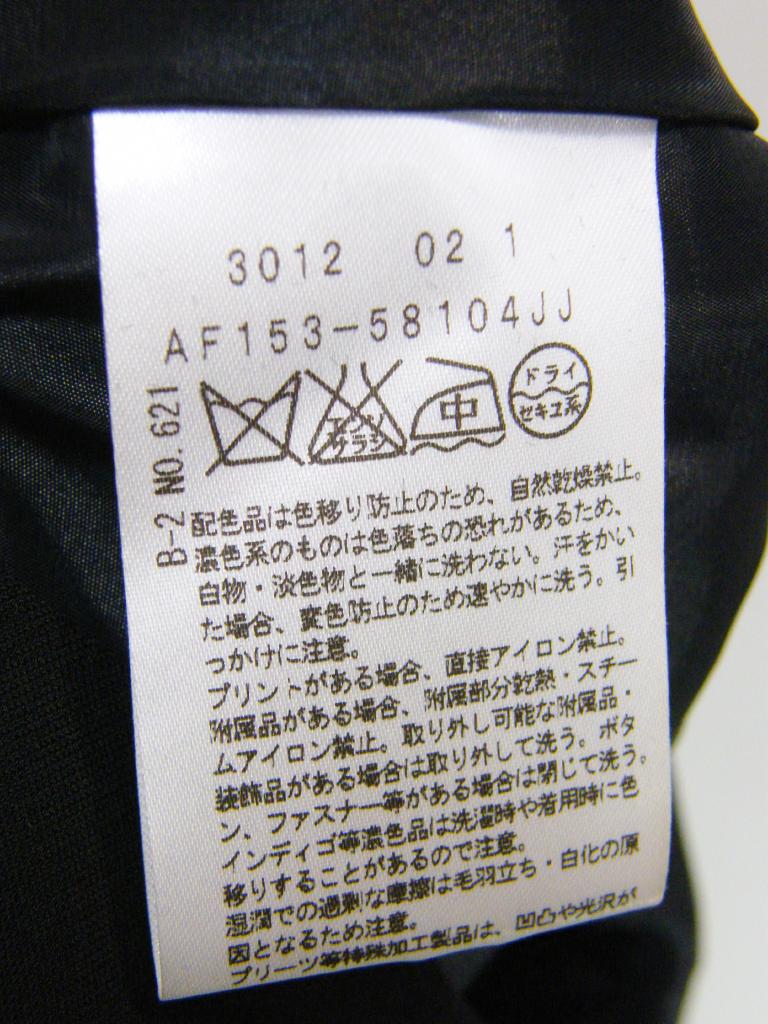 3012 02 1
AF153-58104JJ
B-2 NO. 621
エンソ サラシ
中
ドライ
セキユ系
配色品は色移り防止のため、自然乾燥禁止。
濃色系のものは色落ちの恐れがあるため、
白物・淡色物と一緒に洗わない。汗をかい
た場合、変色防止のため速やかに洗う。引
っかけに注意。
プリントがある場合、直接アイロン禁止。
附属品がある場合、附属部分乾熱・スチー
ムアイロン禁止。取り外し可能な附属品・
装飾品がある場合は取り外して洗う。ボタ
ン、ファスナー等がある場合は閉じて洗う。
インディゴ等濃色品は洗濯時や着用時に色
移りすることがあるので注意。
湿潤での過剰な摩擦は毛羽立ち・白化の原
因となるため注意。
プリーツ等特殊加工製品は、凹凸や光沢が